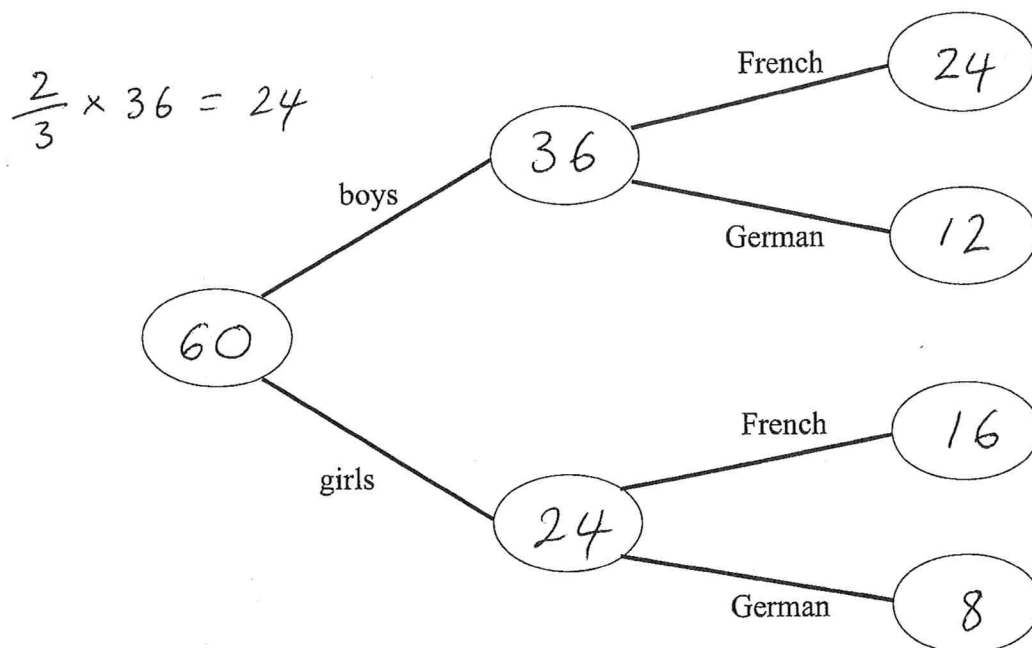 French
24
2/3 × 36 = 24
36
boys
German
12
60
French
16
girls
24
German
8